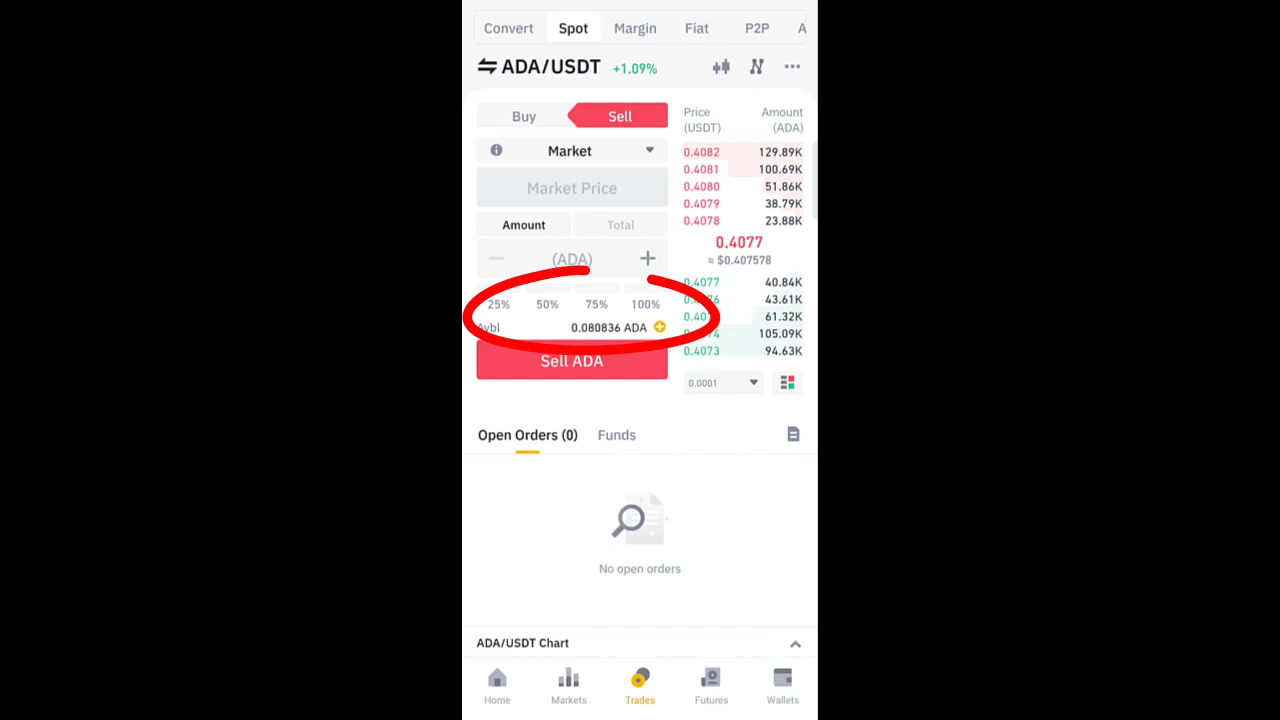 Convert Spot Margin Fiat P2P A
ADA/USDT +1.09%
Buy Sell
Market
Market Price
Amount Total
(ADA)
25% 50% 75% 100%
Avbl 0.080836 ADA
Sell ADA
Price Amount
(USDT) (ADA)
0.4082 129.89K
0.4081 100.69K
0.4080 51.86K
0.4079 38.79K
0.4078 23.88K
0.4077
≈ $0.407578
0.4077 40.84K
43.61K
61.32K
105.09K
0.4073 94.63K
0.0001
Open Orders (0) Funds
No open orders
ADA/USDT Chart
Home Markets Trades Futures Wallets